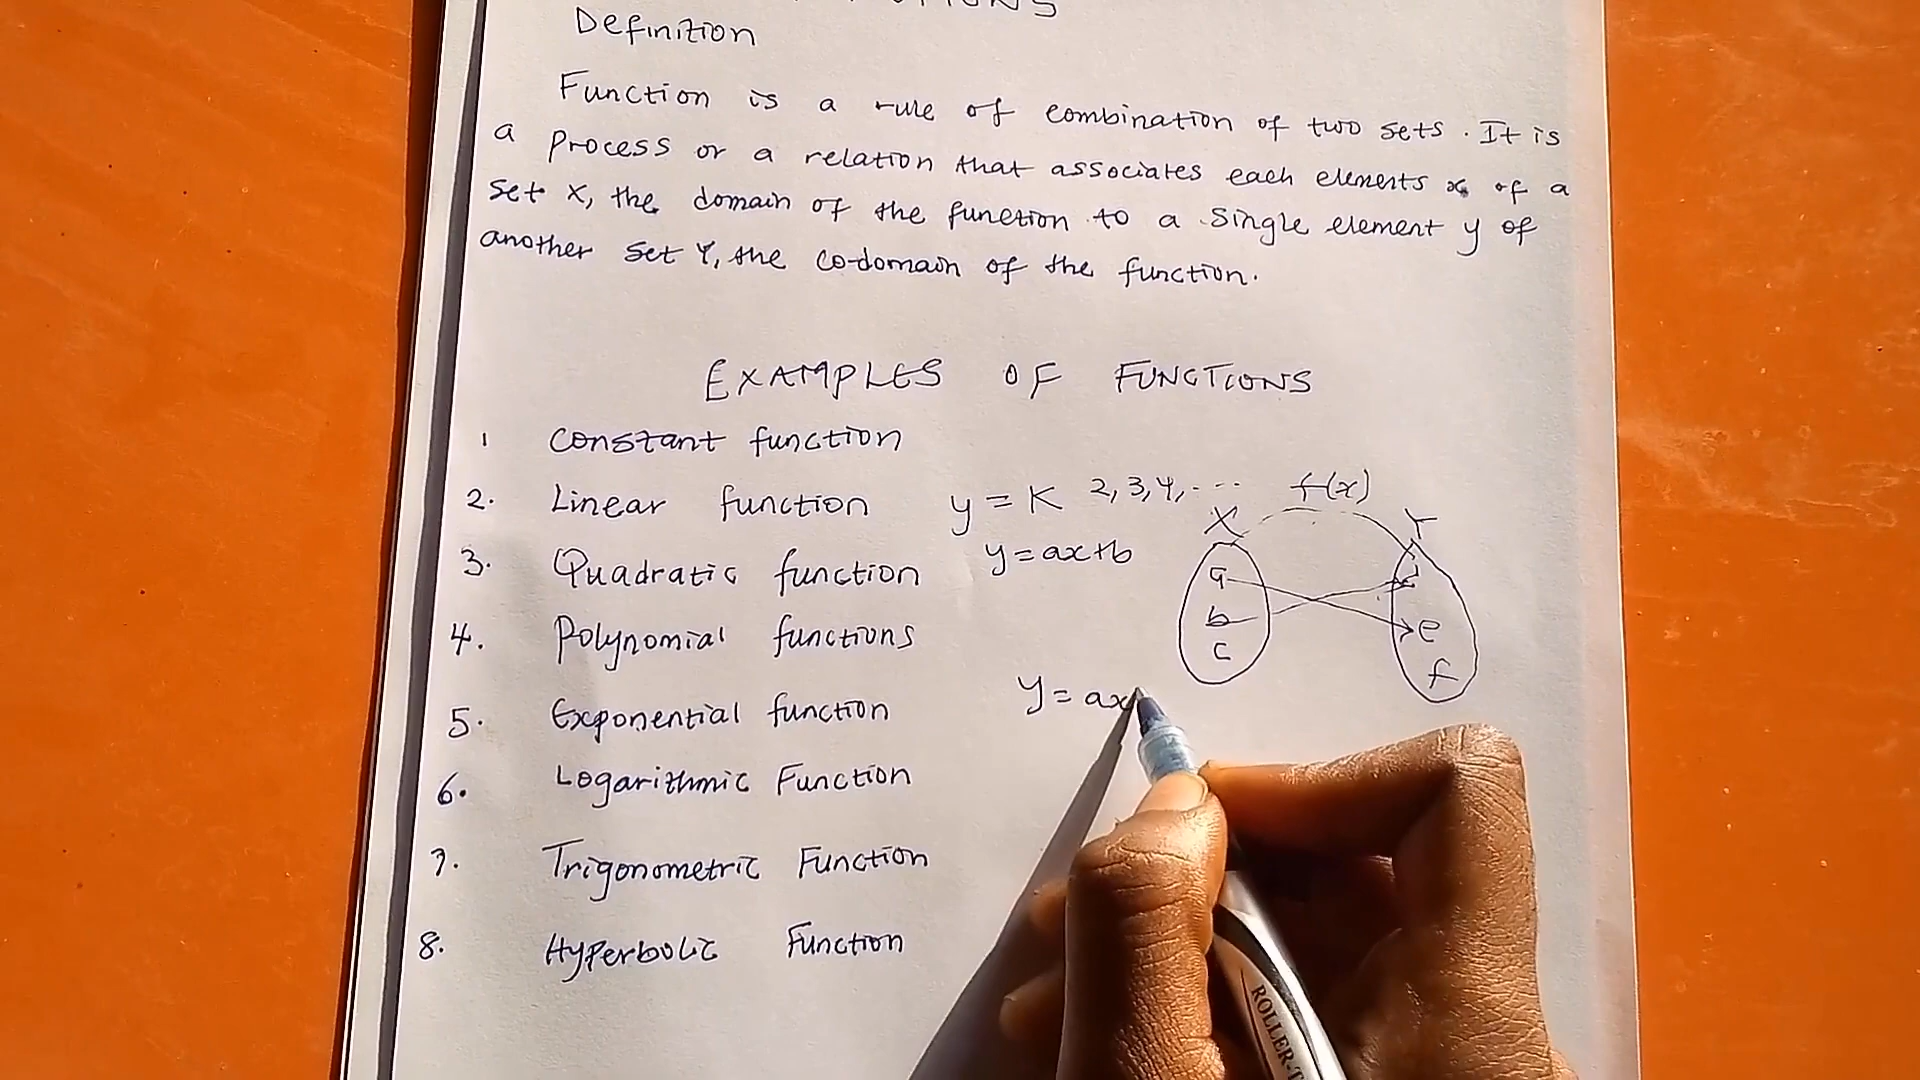 Definition
Function is a rule of combination of two sets. It is
a process or a relation that associates each elements x of a
set X, the domain of the function to a single element y of
another set Y, the co-domain of the function.
EXAMPLES OF FUNCTIONS
1 Constant function
2. Linear function
y = K 2, 3, 4, ...
f(x)
3. Quadratic function
y = ax+b
X
Y
a
b
c
e
f
4. Polynomial functions
5. Exponential function
y = ax
6. Logarithmic Function
7. Trigonometric Function
8. Hyperbolic Function